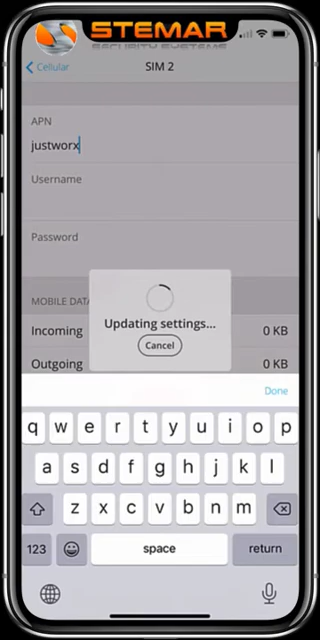 STEMAR
SECURITY SYSTEMS
Cellular
SIM 2
APN
justworx
Username
Password
MOBILE DATA
Updating settings...
Cancel
Incoming 0 KB
Outgoing 0 KB
Done
q w e r t y u i o p
a s d f g h j k l
z x c v b n m
123 space return